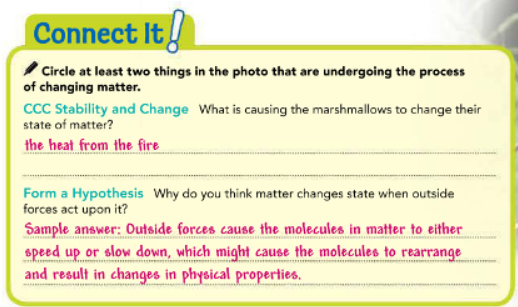 Connect It!
Circle at least two things in the photo that are undergoing the process
of changing matter.
CCC Stability and Change What is causing the marshmallows to change their
state of matter?
the heat from the fire
Form a Hypothesis Why do you think matter changes state when outside
forces act upon it?
Sample answer: Outside forces cause the molecules in matter to either
speed up or slow down, which might cause the molecules to rearrange
and result in changes in physical properties.